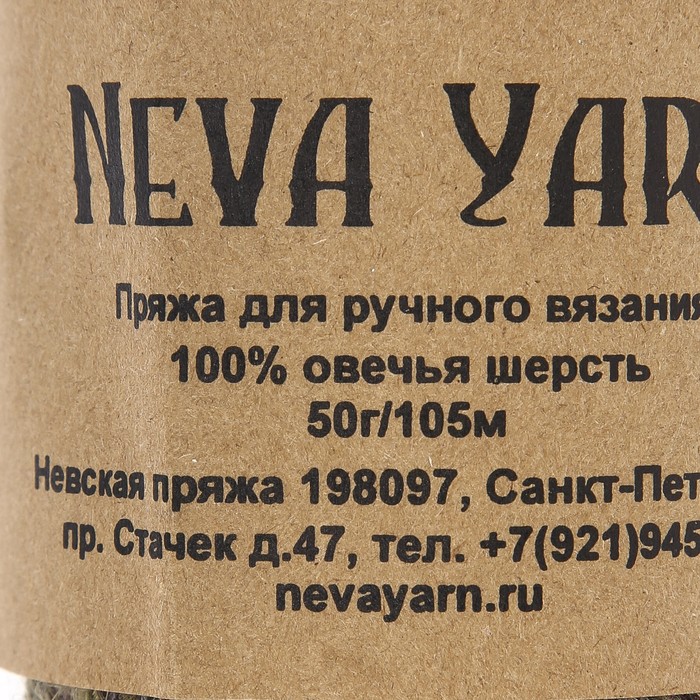 NEVA YAR
Пряжа для ручного вязания
100% овечья шерсть
50г/105м
Невская пряжа 198097, Санкт-Пет
пр. Стачек д.47, тел. +7(921)945
nevayarn.ru